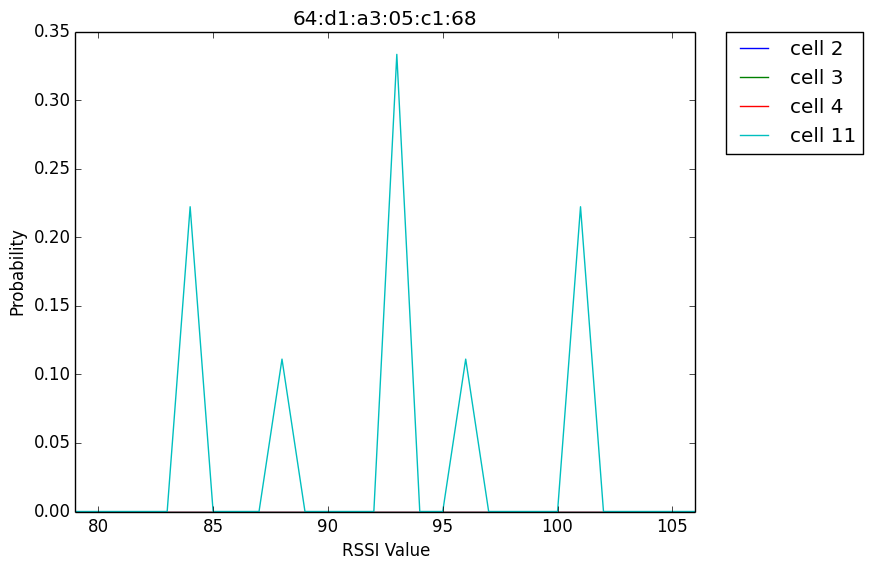 64:d1:a3:05:c1:68
0.35
0.30
0.25
0.20
0.15
0.10
0.05
0.00
Probability
80 85 90 95 100 105
RSSI Value
cell 2
cell 3
cell 4
cell 11